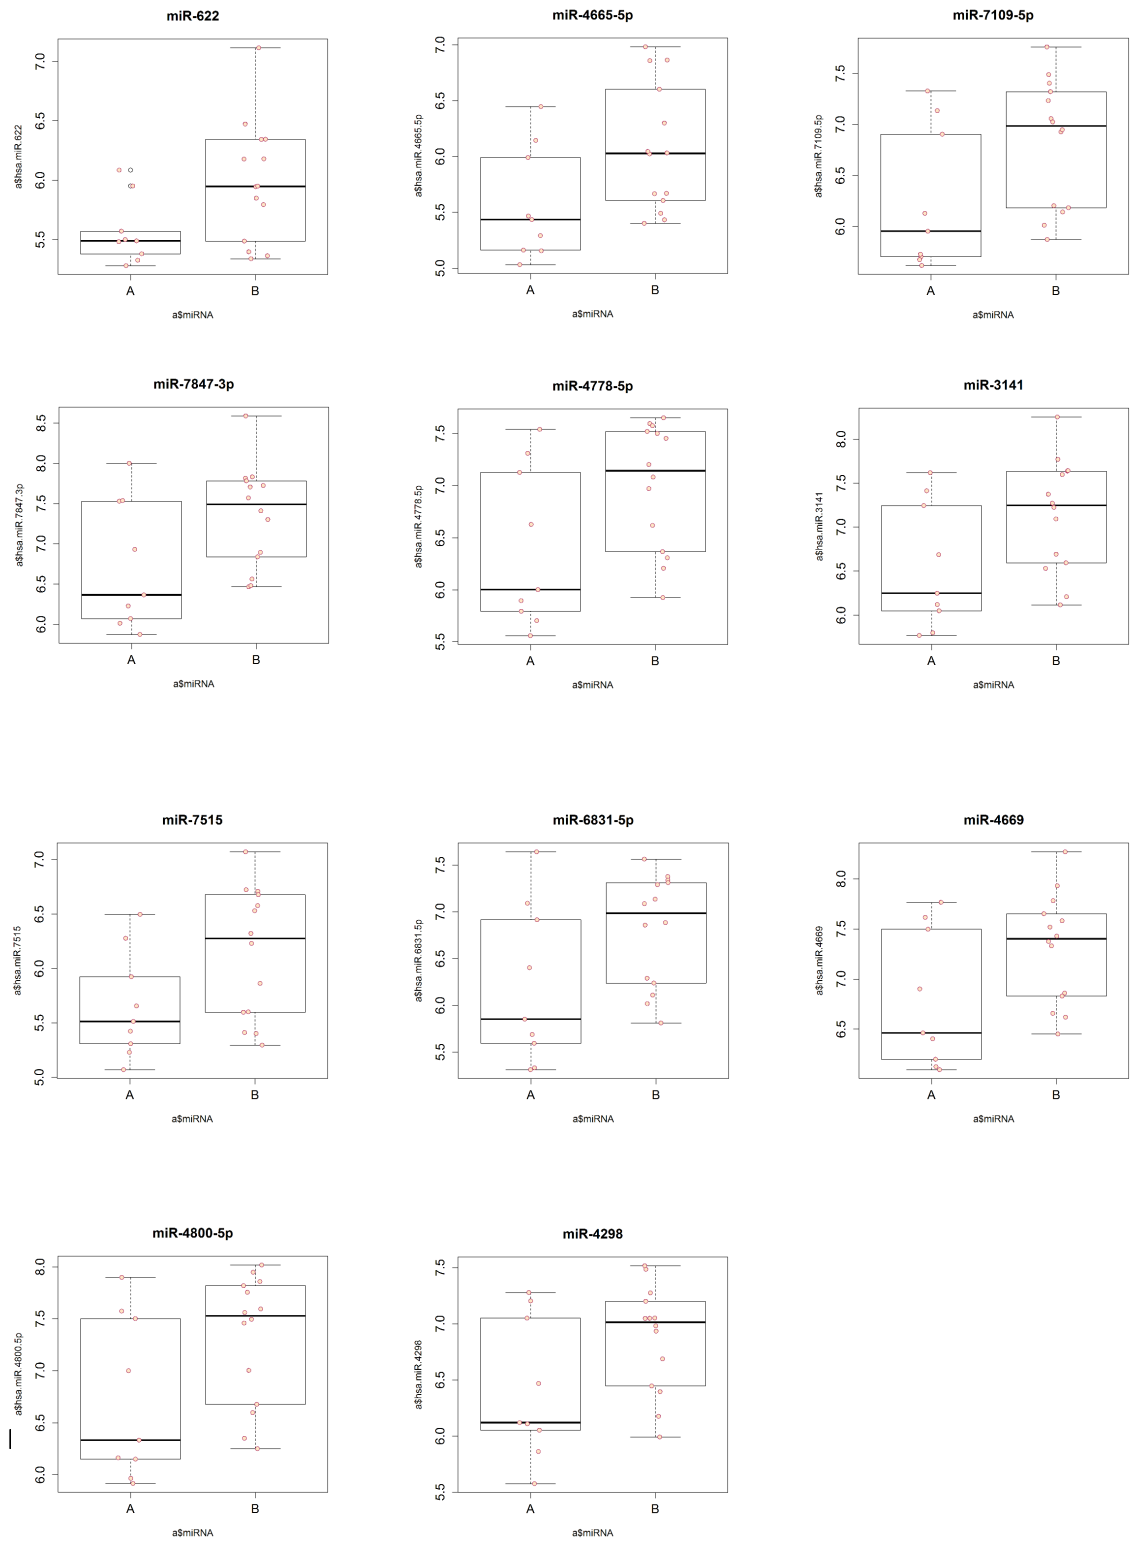 miR-622
a$hsa.miR.622
7.0
6.5
6.0
5.5
A B
a$miRNA
miR-4665-5p
a$hsa.miR.4665.5p
7.0
6.5
6.0
5.5
5.0
A B
a$miRNA
miR-7109-5p
a$hsa.miR.7109.5p
7.5
7.0
6.5
6.0
A B
a$miRNA
miR-7847-3p
a$hsa.miR.7847.3p
8.5
8.0
7.5
7.0
6.5
6.0
A B
a$miRNA
miR-4778-5p
a$hsa.miR.4778.5p
7.5
7.0
6.5
6.0
5.5
A B
a$miRNA
miR-3141
a$hsa.miR.3141
8.0
7.5
7.0
6.5
6.0
A B
a$miRNA
miR-7515
a$hsa.miR.7515
7.0
6.5
6.0
5.5
5.0
A B
a$miRNA
miR-6831-5p
a$hsa.miR.6831.5p
7.5
7.0
6.5
6.0
5.5
A B
a$miRNA
miR-4669
a$hsa.miR.4669
8.0
7.5
7.0
6.5
A B
a$miRNA
miR-4800-5p
a$hsa.miR.4800.5p
8.0
7.5
7.0
6.5
6.0
A B
a$miRNA
miR-4298
a$hsa.miR.4298
7.5
7.0
6.5
6.0
5.5
A B
a$miRNA